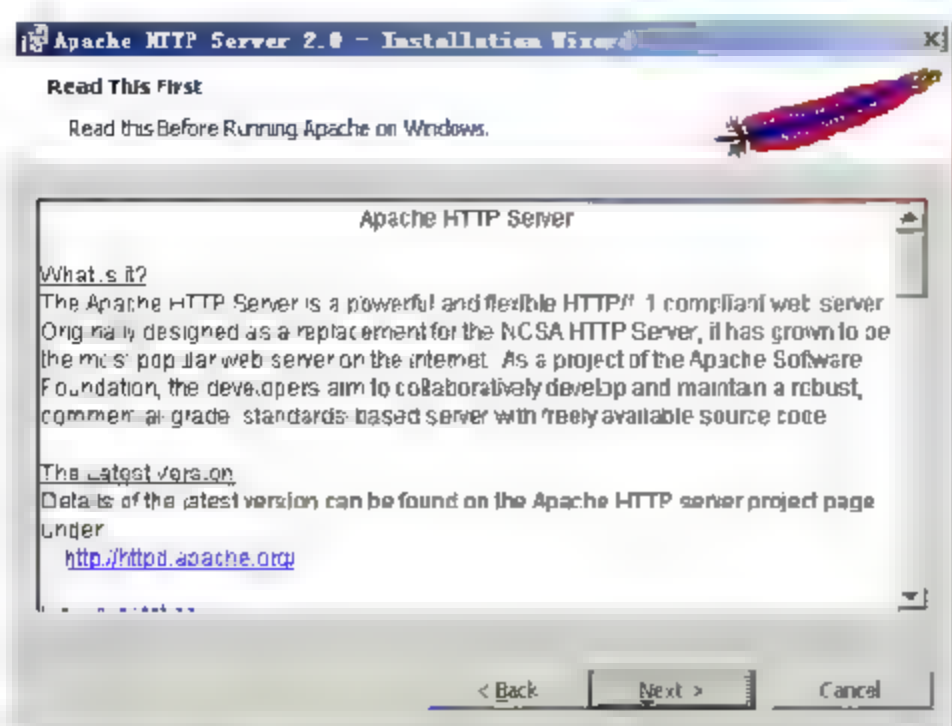 Apache HTTP Server 2.0 - Installation Wizard
Read This First
Read this Before Running Apache on Windows.
Apache HTTP Server
What is it?
The Apache HTTP Server is a powerful and flexible HTTP/1.1 compliant web server
Originally designed as a replacement for the NCSA HTTP Server, it has grown to be
the most popular web server on the internet. As a project of the Apache Software
Foundation, the developers aim to collaboratively develop and maintain a robust,
commercial-grade, standards-based server with freely available source code
The Latest Version
Details of the latest version can be found on the Apache HTTP server project page
under
http://httpd.apache.org/
< Back
Next >
Cancel